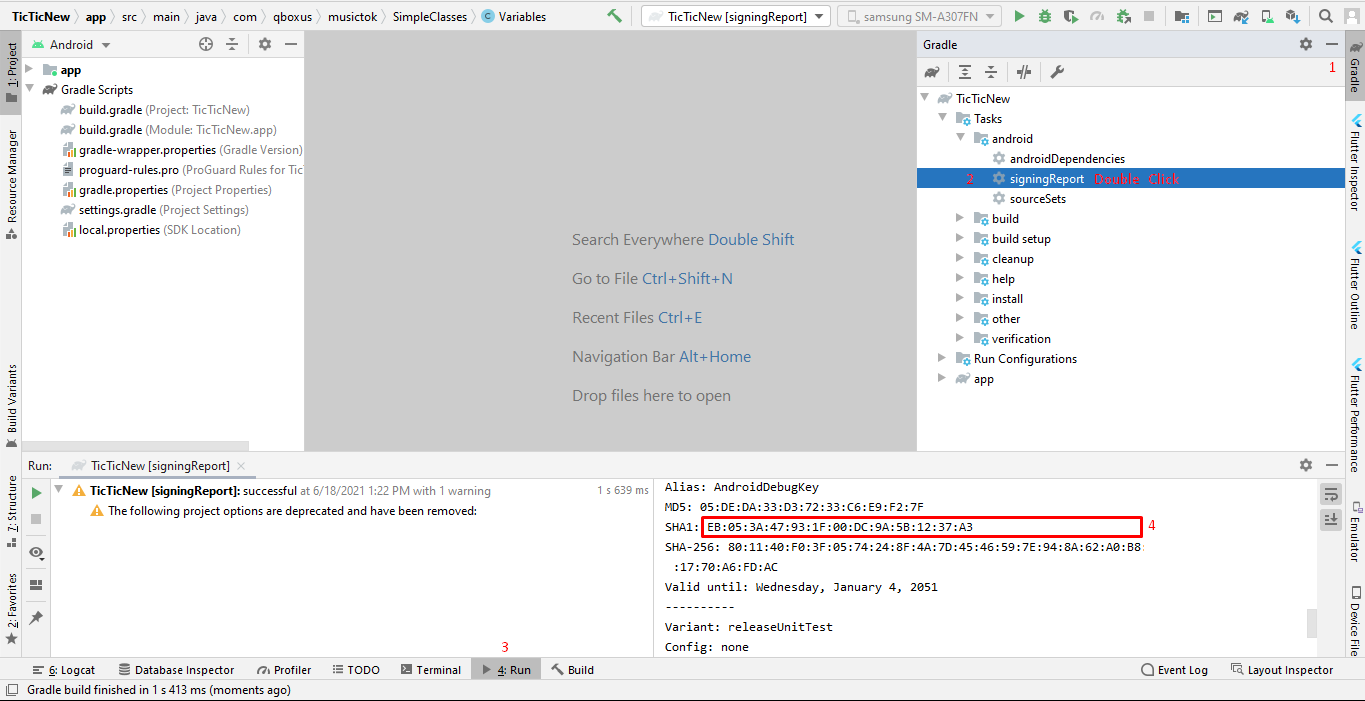 TicTicNew app src main java com qboxus musictok SimpleClasses C Variables TicTicNew [signingReport] samsung SM-A307FN
1: Project
Resource Manager
Build Variants
7: Structure
2: Favorites
Android
app
Gradle Scripts
build.gradle (Project: TicTicNew)
build.gradle (Module: TicTicNew.app)
gradle-wrapper.properties (Gradle Version)
proguard-rules.pro (ProGuard Rules for Tic
gradle.properties (Project Properties)
settings.gradle (Project Settings)
local.properties (SDK Location)
Search Everywhere Double Shift
Go to File Ctrl+Shift+N
Recent Files Ctrl+E
Navigation Bar Alt+Home
Drop files here to open
Gradle
1
TicTicNew
Tasks
android
androidDependencies
2 signingReport Double Click
sourceSets
build
build setup
cleanup
help
install
other
verification
Run Configurations
app
Gradle
Flutter Inspector
Flutter Outline
Flutter Performance
Emulator
Device File
Run: TicTicNew [signingReport]
TicTicNew [signingReport]: successful at 6/18/2021 1:22 PM with 1 warning 1 s 639 ms
The following project options are deprecated and have been removed:
Alias: AndroidDebugKey
MD5: 05:DE:DA:33:D3:72:33:C6:E9:F2:7F
SHA1: EB:05:3A:47:93:1F:00:DC:9A:5B:12:37:A3 4
SHA-256: 80:11:40:F0:3F:05:74:24:8F:4A:7D:45:46:59:7E:94:8A:62:A0:B8:
:17:70:A6:FD:AC
Valid until: Wednesday, January 4, 2051
----------
Variant: releaseUnitTest
Config: none
3
6: Logcat Database Inspector Profiler TODO Terminal 4: Run Build Event Log Layout Inspector
Gradle build finished in 1 s 413 ms (moments ago)